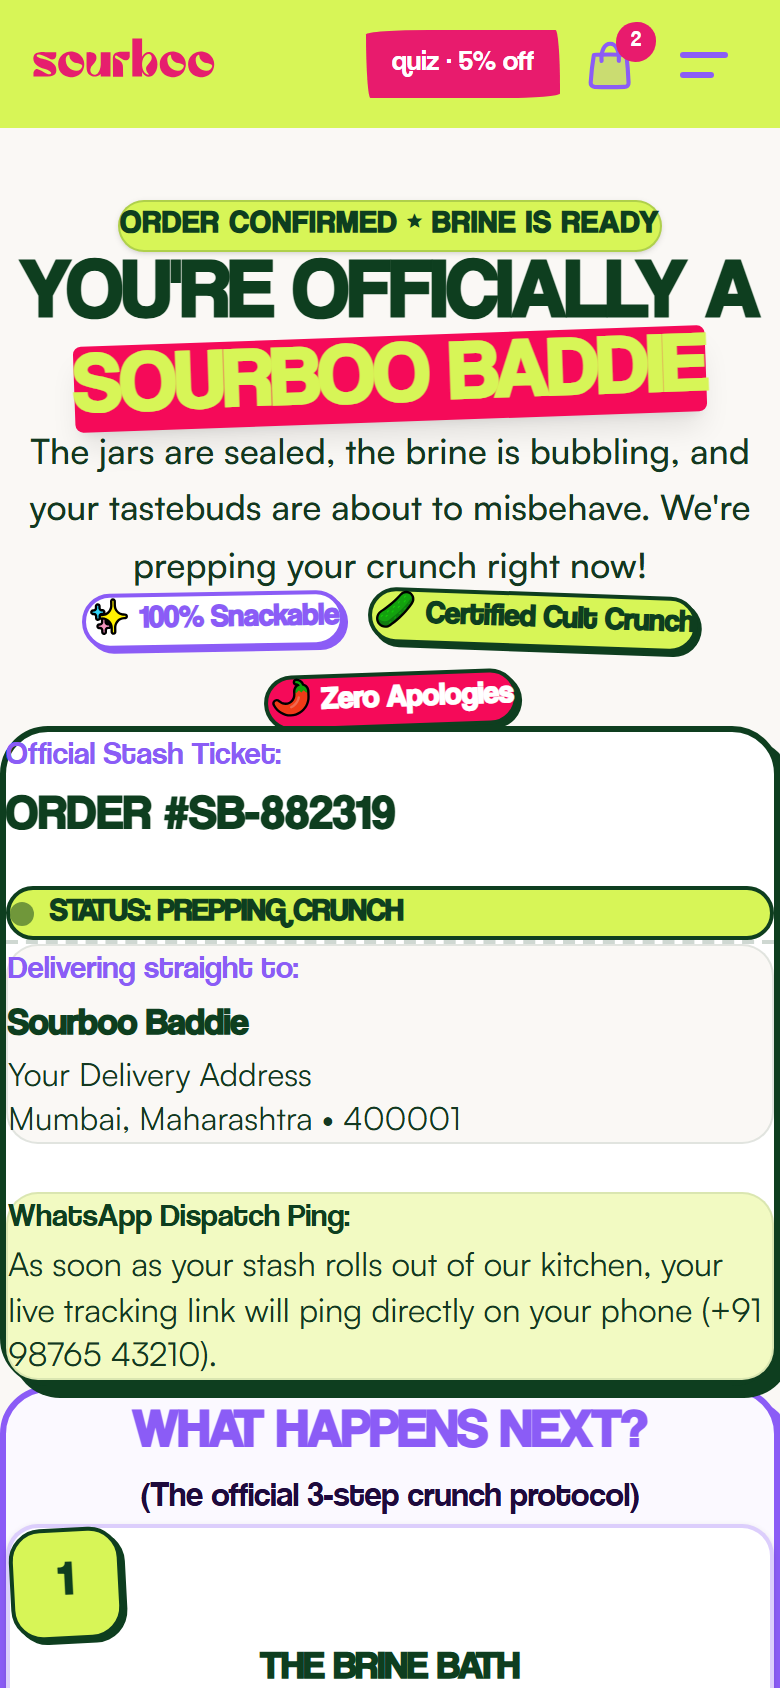 sourboo
quiz · 5% off
2
ORDER CONFIRMED ★ BRINE IS READY
YOU'RE OFFICIALLY A
SOURBOO BADDIE
The jars are sealed, the brine is bubbling, and
your tastebuds are about to misbehave. We're
prepping your crunch right now!
✨ 100% Snackable
🥒 Certified Cult Crunch
🌶️ Zero Apologies
Official Stash Ticket:
ORDER #SB-882319
STATUS: PREPPING CRUNCH
Delivering straight to:
Sourboo Baddie
Your Delivery Address
Mumbai, Maharashtra • 400001
WhatsApp Dispatch Ping:
As soon as your stash rolls out of our kitchen, your
live tracking link will ping directly on your phone (+91
98765 43210).
WHAT HAPPENS NEXT?
(The official 3-step crunch protocol)
1
THE BRINE BATH